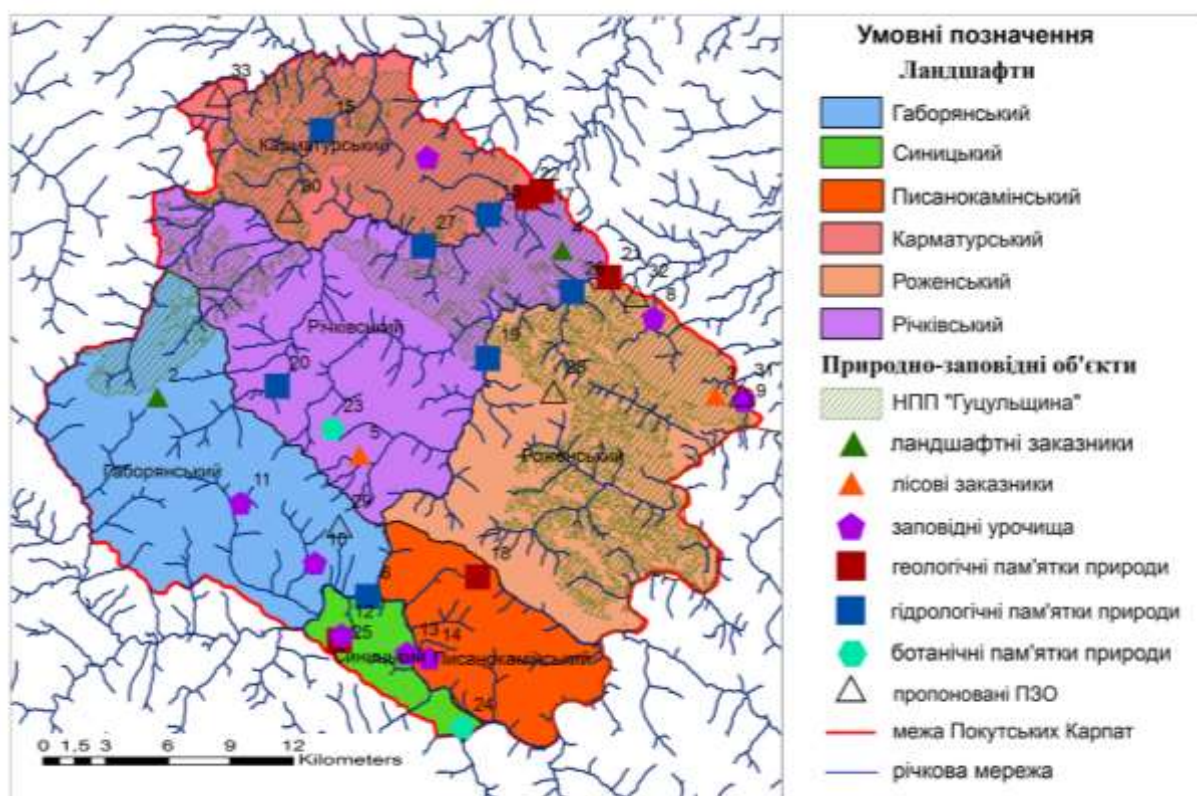 33
15
Карматурський
30
22
17
27
4
21
32
8
Річківський
19
20
2
28
31
9
23
5
Роженський
Габорянський
11
29
10
18
6
12
25
13 14
Писанокамінський
24
0 1,5 3 6 9 12
Kilometers
Умовні позначення
Ландшафти
Габорянський
Синицький
Писанокамінський
Карматурський
Роженський
Річківський
Природно-заповідні об'єкти
НПП "Гуцульщина"
ландшафтні заказники
лісові заказники
заповідні урочища
геологічні пам'ятки природи
гідрологічні пам'ятки природи
ботанічні пам'ятки природи
пропоновані ПЗО
межа Покутських Карпат
річкова мережа